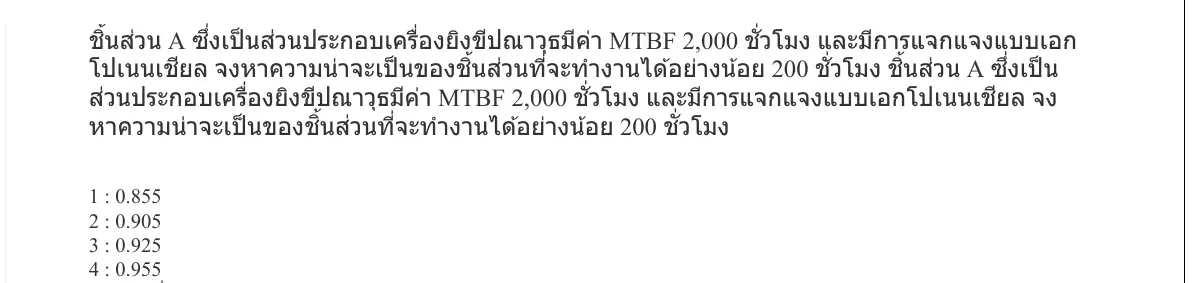 ชิ้นส่วน A ซึ่งเป็นส่วนประกอบเครื่องยิงขีปณาวุธมีค่า MTBF 2,000 ชั่วโมง และมีการแจกแจงแบบเอก
โปเนนเชียล จงหาความน่าจะเป็นของชิ้นส่วนที่จะทำงานได้อย่างน้อย 200 ชั่วโมง ชิ้นส่วน A ซึ่งเป็น
ส่วนประกอบเครื่องยิงขีปณาวุธมีค่า MTBF 2,000 ชั่วโมง และมีการแจกแจงแบบเอกโปเนนเชียล จง
หาความน่าจะเป็นของชิ้นส่วนที่จะทำงานได้อย่างน้อย 200 ชั่วโมง
1 : 0.855
2 : 0.905
3 : 0.925
4 : 0.955